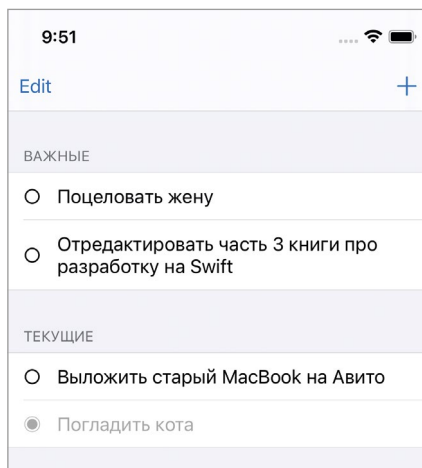 9:51
Edit +
ВАЖНЫЕ
Поцеловать жену
Отредактировать часть 3 книги про
разработку на Swift
ТЕКУЩИЕ
Выложить старый MacBook на Авито
Погладить кота